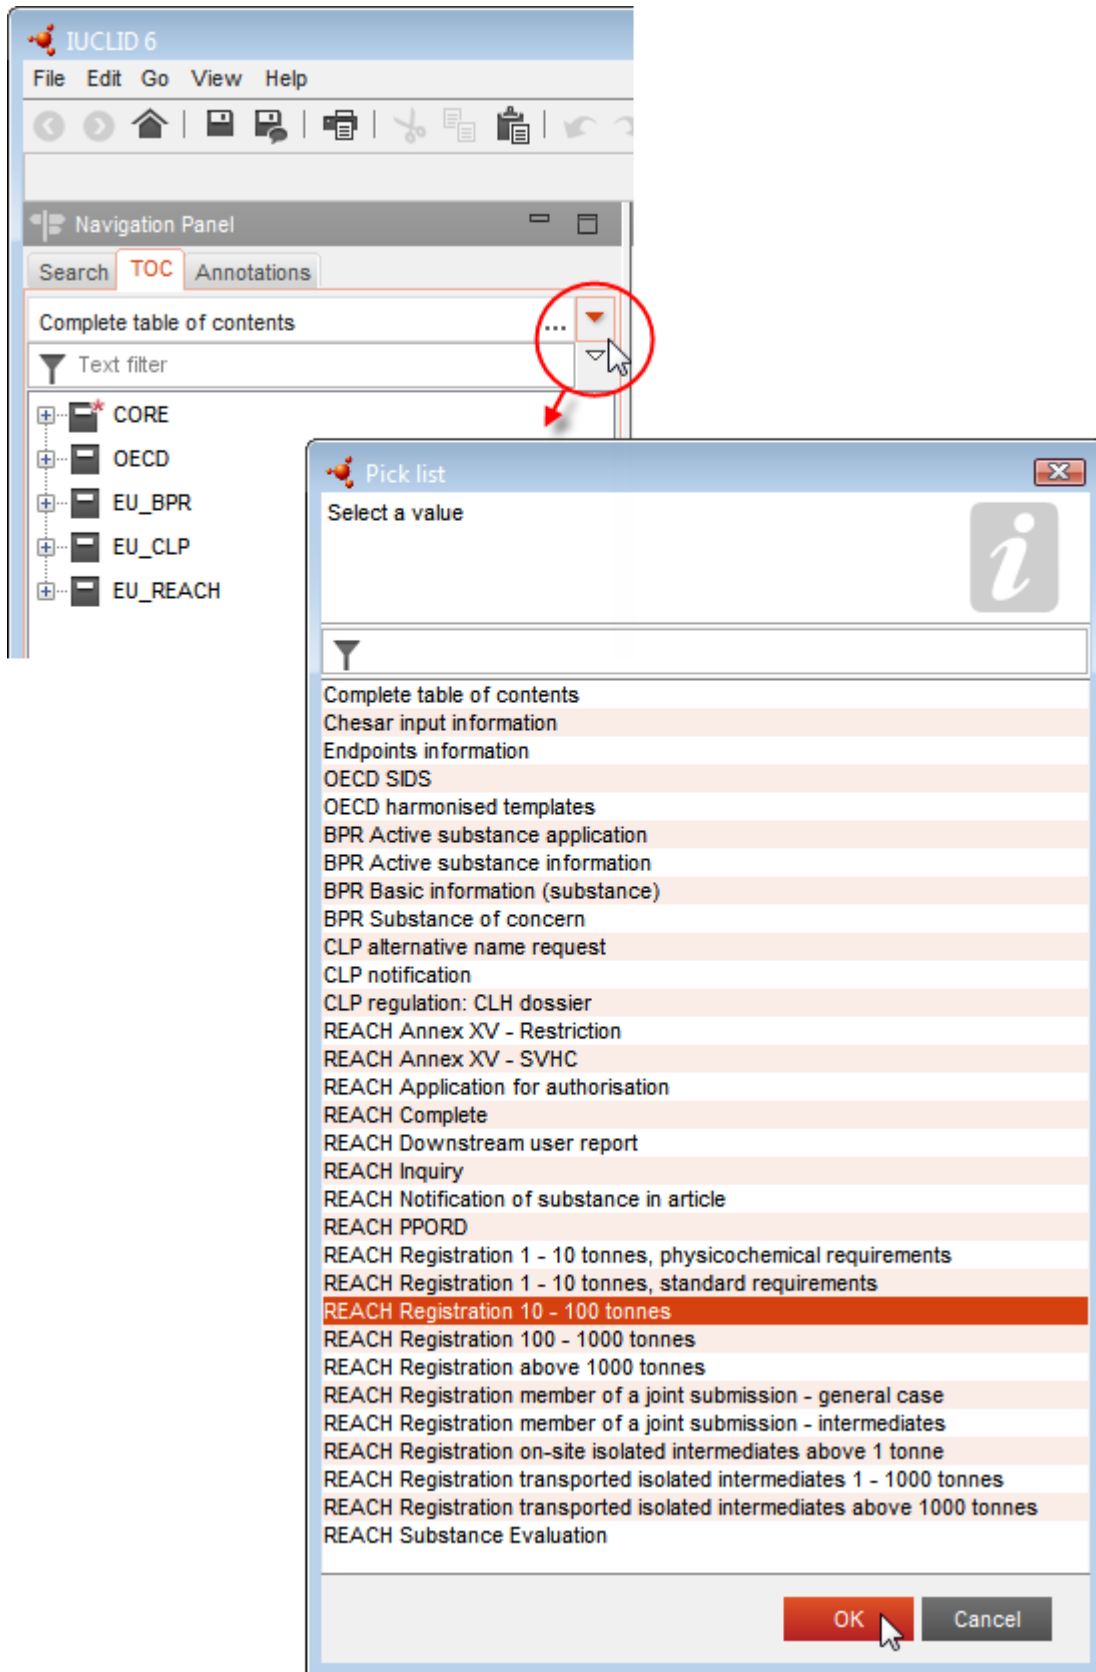 IUCLID 6
File Edit Go View Help
Navigation Panel
Search TOC Annotations
Complete table of contents ...
Text filter
CORE
OECD
EU_BPR
EU_CLP
EU_REACH
Pick list
Select a value
Complete table of contents
Chesar input information
Endpoints information
OECD SIDS
OECD harmonised templates
BPR Active substance application
BPR Active substance information
BPR Basic information (substance)
BPR Substance of concern
CLP alternative name request
CLP notification
CLP regulation: CLH dossier
REACH Annex XV - Restriction
REACH Annex XV - SVHC
REACH Application for authorisation
REACH Complete
REACH Downstream user report
REACH Inquiry
REACH Notification of substance in article
REACH PPORD
REACH Registration 1 - 10 tonnes, physicochemical requirements
REACH Registration 1 - 10 tonnes, standard requirements
REACH Registration 10 - 100 tonnes
REACH Registration 100 - 1000 tonnes
REACH Registration above 1000 tonnes
REACH Registration member of a joint submission - general case
REACH Registration member of a joint submission - intermediates
REACH Registration on-site isolated intermediates above 1 tonne
REACH Registration transported isolated intermediates 1 - 1000 tonnes
REACH Registration transported isolated intermediates above 1000 tonnes
REACH Substance Evaluation
OK Cancel